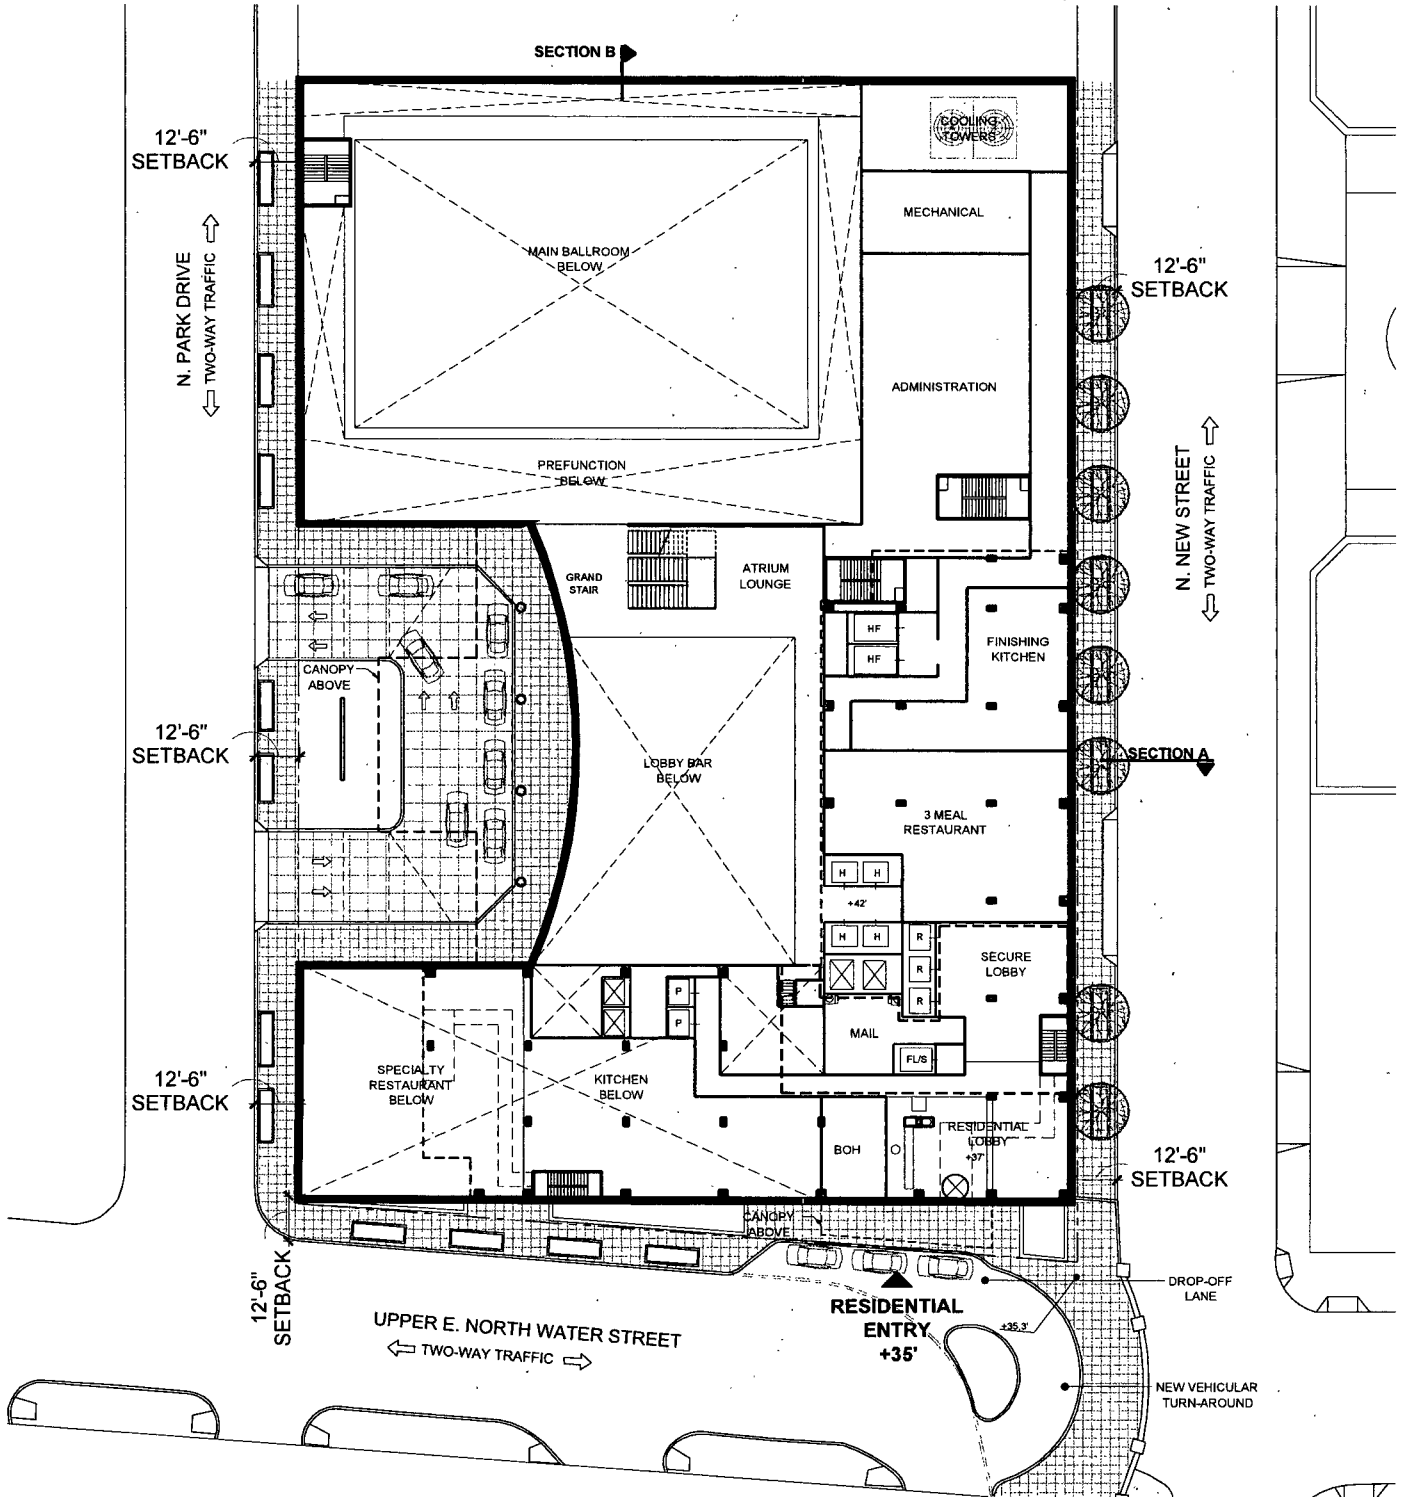 SECTION B
12'-6"
SETBACK
COOLING
TOWERS
MECHANICAL
MAIN BALLROOM
BELOW
N. PARK DRIVE
TWO-WAY TRAFFIC
12'-6"
SETBACK
ADMINISTRATION
PREFUNCTION
BELOW
N. NEW STREET
TWO-WAY TRAFFIC
GRAND
STAIR
ATRIUM
LOUNGE
HF
HF
FINISHING
KITCHEN
CANOPY
ABOVE
12'-6"
SETBACK
LOBBY BAR
BELOW
SECTION A
3 MEAL
RESTAURANT
H
H
+42'
H
H
R
R
R
SECURE
LOBBY
P
P
MAIL
FL/S
SPECIALTY
RESTAURANT
BELOW
KITCHEN
BELOW
12'-6"
SETBACK
BOH
RESIDENTIAL
LOBBY
+37'
12'-6"
SETBACK
CANOPY
ABOVE
12'-6"
SETBACK
UPPER E. NORTH WATER STREET
TWO-WAY TRAFFIC
RESIDENTIAL
ENTRY
+35'
+35.3'
DROP-OFF
LANE
NEW VEHICULAR
TURN-AROUND